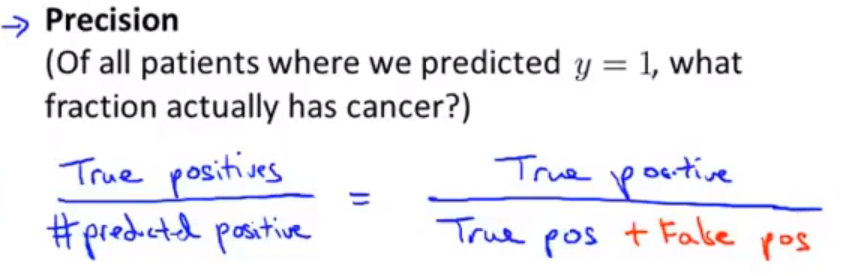 → Precision
(Of all patients where we predicted y = 1, what
fraction actually has cancer?)
True positives / #predicted positive = True positive / True pos + False pos